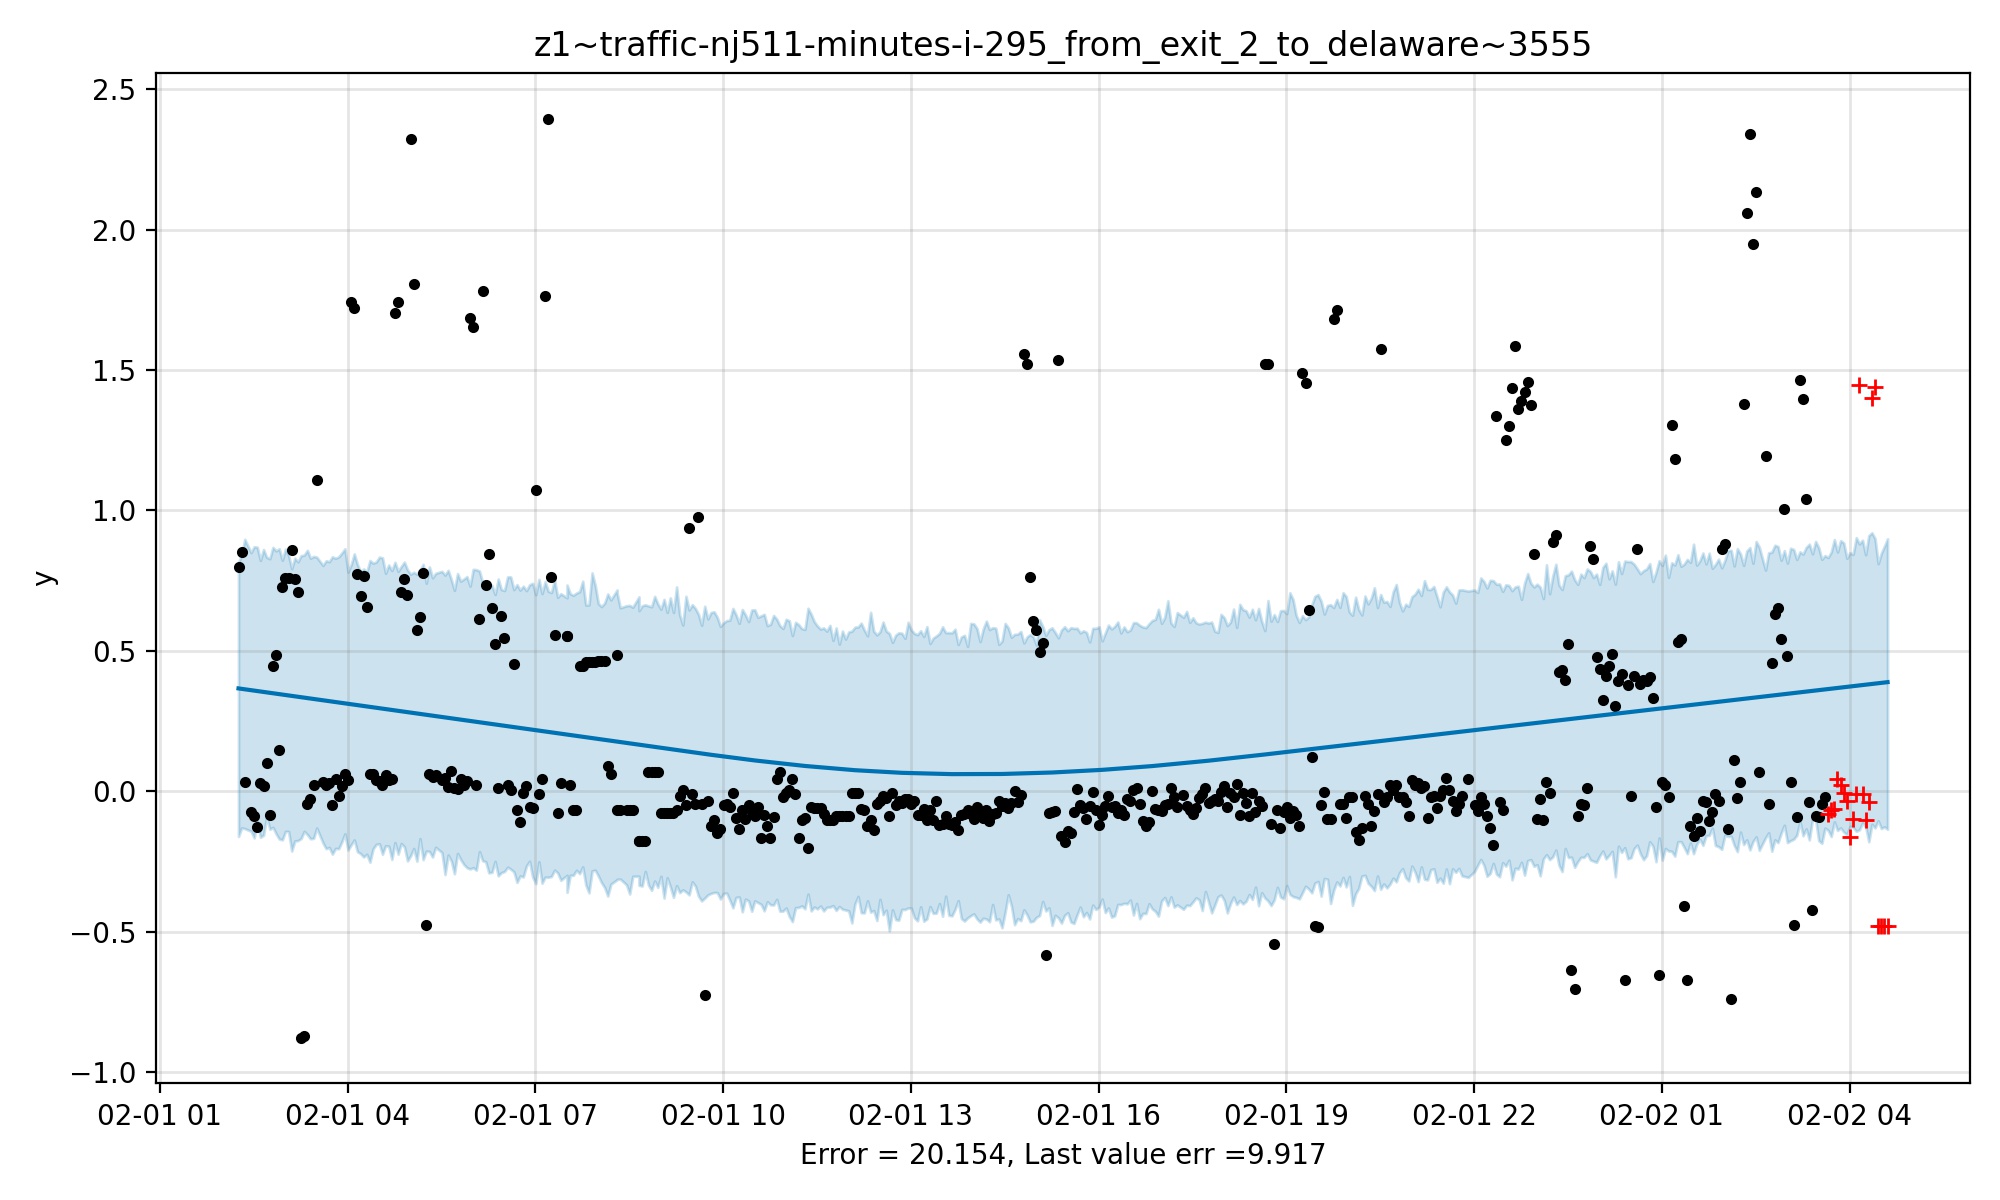 z1~traffic-nj511-minutes-i-295_from_exit_2_to_delaware~3555
2.5
2.0
1.5
1.0
0.5
0.0
−0.5
−1.0
y
02-01 01 02-01 04 02-01 07 02-01 10 02-01 13 02-01 16 02-01 19 02-01 22 02-02 01 02-02 04
Error = 20.154, Last value err =9.917